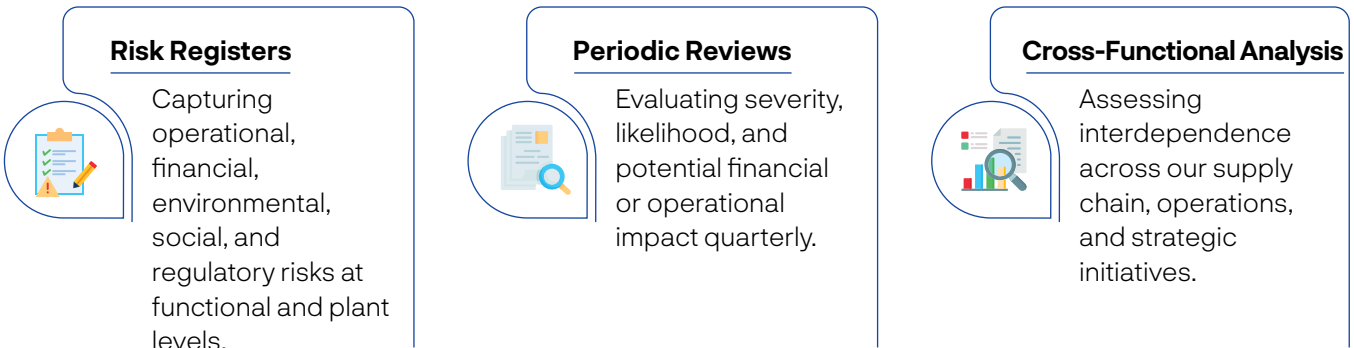 Risk Registers
Capturing
operational,
financial,
environmental,
social, and
regulatory risks at
functional and plant
levels.
Periodic Reviews
Evaluating severity,
likelihood, and
potential financial
or operational
impact quarterly.
Cross-Functional Analysis
Assessing
interdependence
across our supply
chain, operations,
and strategic
initiatives.